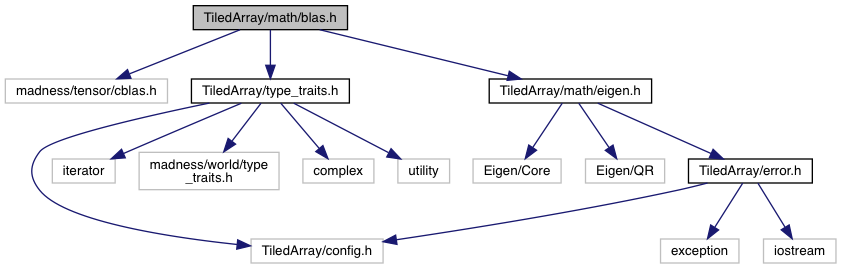 TiledArray/math/blas.h
madness/tensor/cblas.h
TiledArray/type_traits.h
TiledArray/math/eigen.h
iterator
madness/world/type
_traits.h
complex
utility
Eigen/Core
Eigen/QR
TiledArray/error.h
TiledArray/config.h
exception
iostream